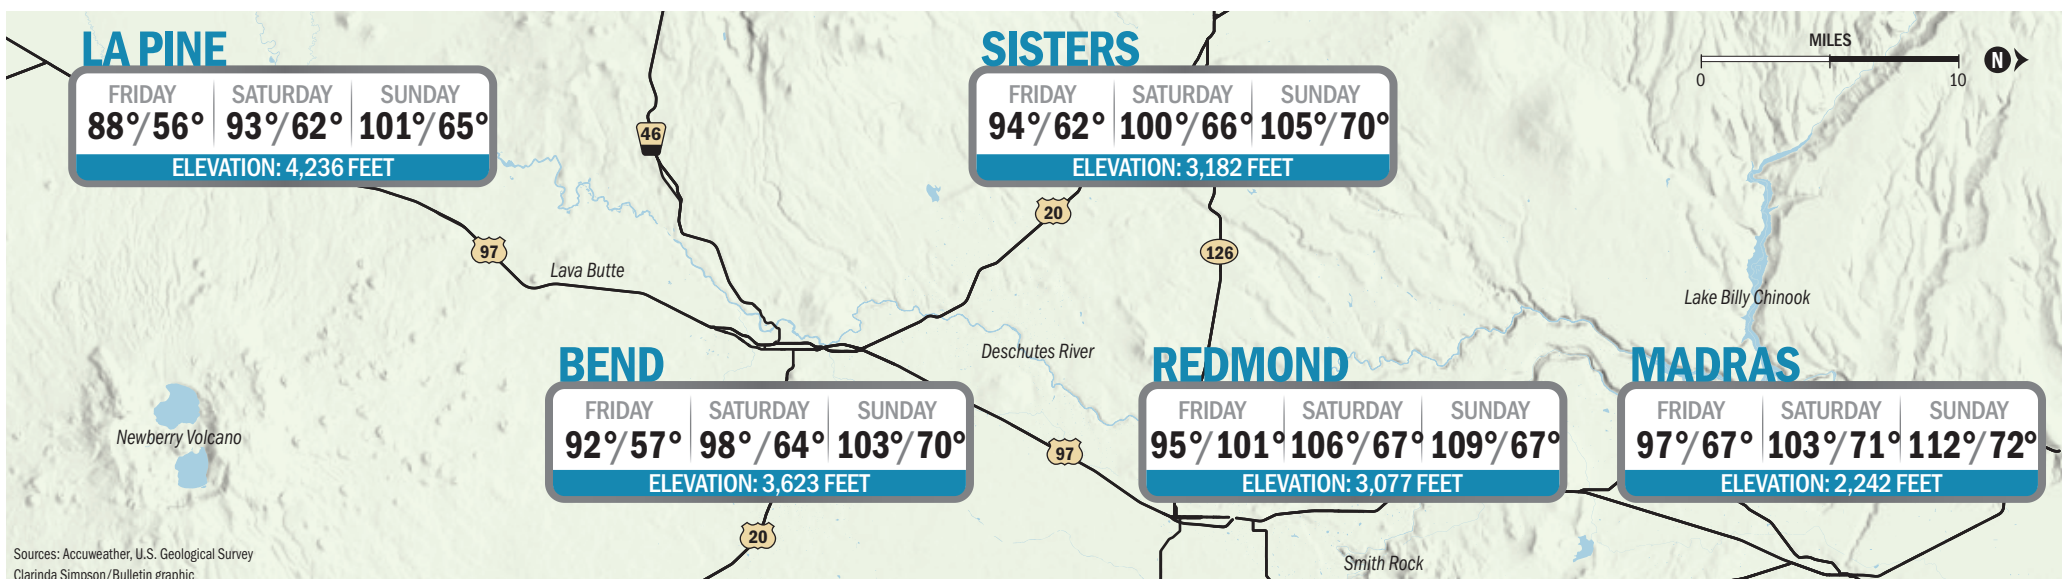 LA PINE
FRIDAY SATURDAY SUNDAY
88°/56° 93°/62° 101°/65°
ELEVATION: 4,236 FEET
SISTERS
FRIDAY SATURDAY SUNDAY
94°/62° 100°/66° 105°/70°
ELEVATION: 3,182 FEET
MILES
0 10
N
46
20
97
126
Lava Butte
Lake Billy Chinook
Deschutes River
BEND
FRIDAY SATURDAY SUNDAY
92°/57° 98°/64° 103°/70°
ELEVATION: 3,623 FEET
REDMOND
FRIDAY SATURDAY SUNDAY
95°/101° 106°/67° 109°/67°
ELEVATION: 3,077 FEET
MADRAS
FRIDAY SATURDAY SUNDAY
97°/67° 103°/71° 112°/72°
ELEVATION: 2,242 FEET
Newberry Volcano
97
20
Smith Rock
Sources: Accuweather, U.S. Geological Survey
Clarinda Simpson/Bulletin graphic